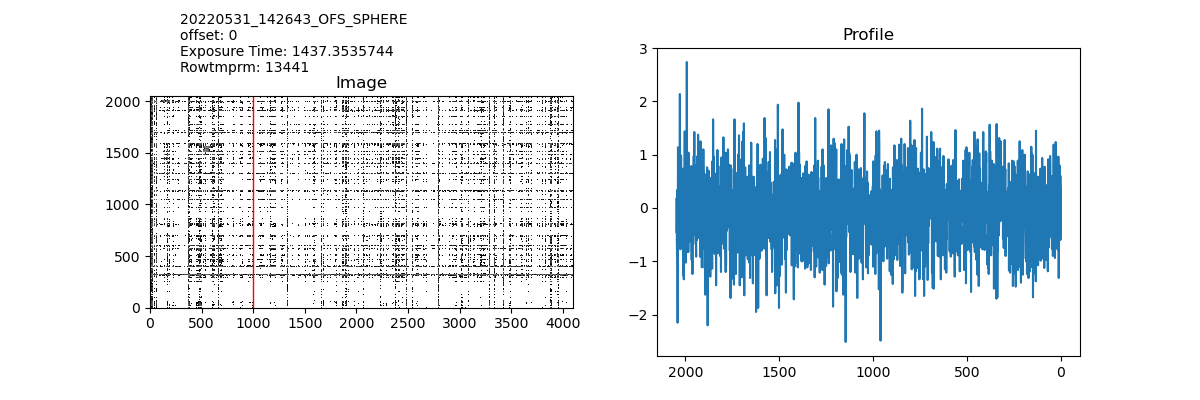 20220531_142643_OFS_SPHERE
offset: 0
Exposure Time: 1437.3535744
Rowtmprm: 13441
Image
2000
1500
1000
500
0
0 500 1000 1500 2000 2500 3000 3500 4000
Profile
3
2
1
0
−1
−2
2000 1500 1000 500 0